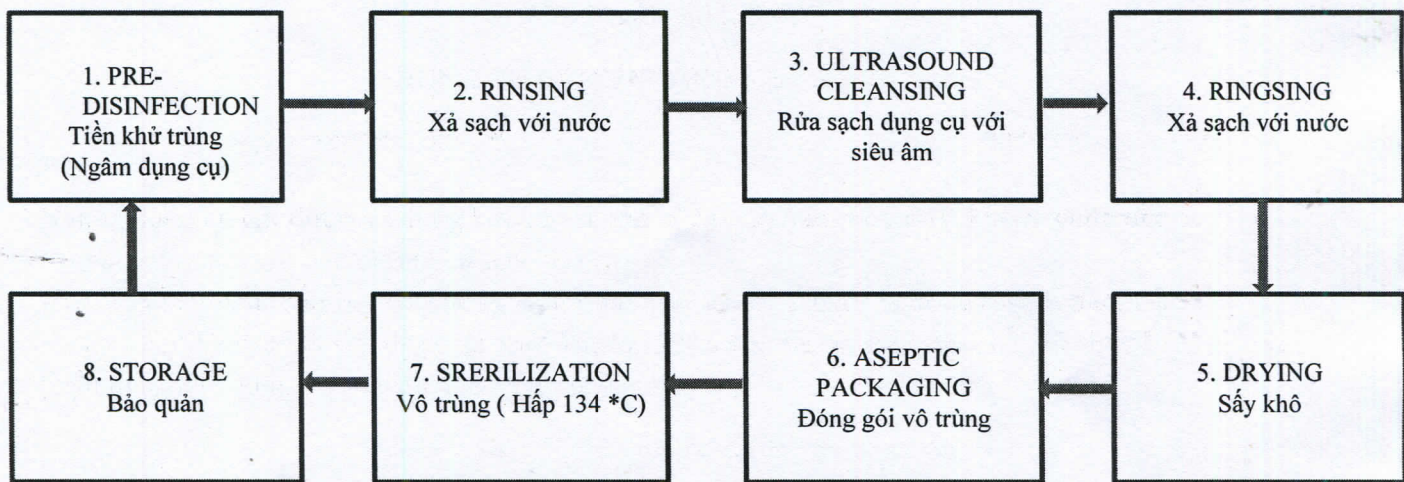 1. PRE-
DISINFECTION
Tiền khử trùng
(Ngâm dụng cụ)
2. RINSING
Xả sạch với nước
3. ULTRASOUND
CLEANSING
Rửa sạch dụng cụ với
siêu âm
4. RINGSING
Xả sạch với nước
5. DRYING
Sấy khô
6. ASEPTIC
PACKAGING
Đóng gói vô trùng
7. SRERILIZATION
Vô trùng ( Hấp 134 *C)
8. STORAGE
Bảo quản